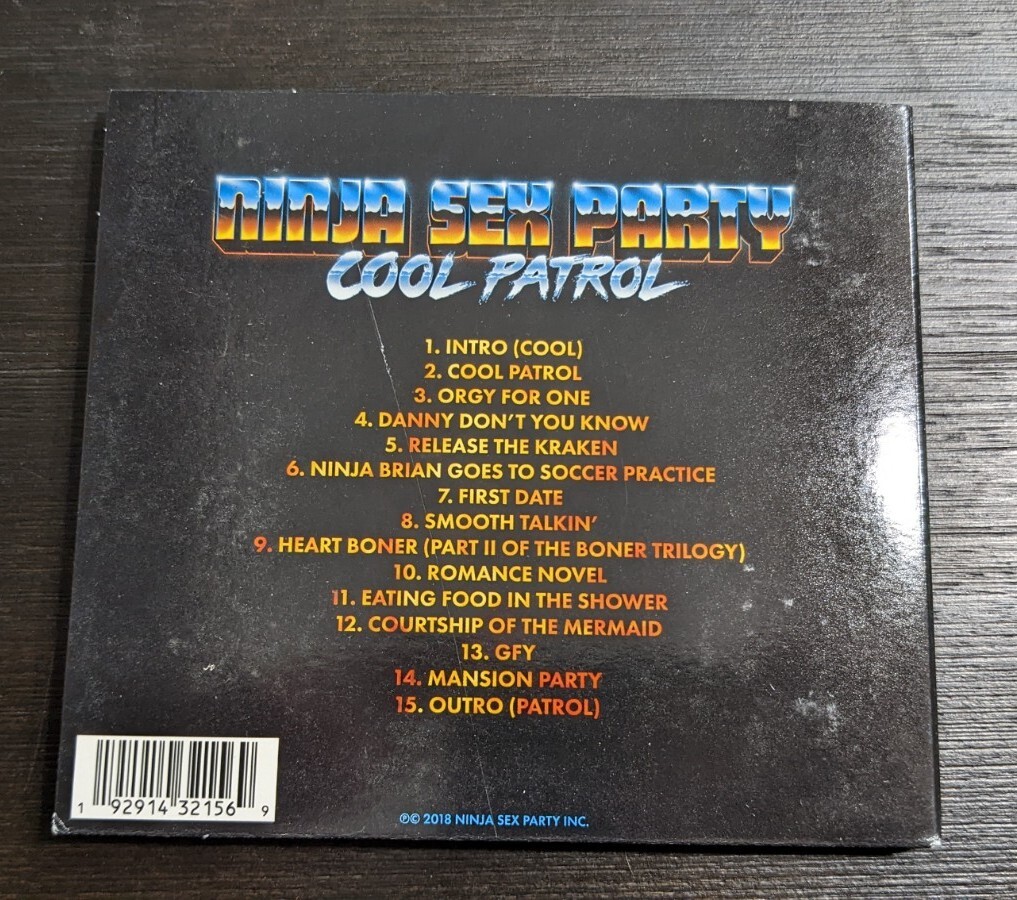 NINJA SEX PARTY
COOL PATROL
1. INTRO (COOL)
2. COOL PATROL
3. ORGY FOR ONE
4. DANNY DON'T YOU KNOW
5. RELEASE THE KRAKEN
6. NINJA BRIAN GOES TO SOCCER PRACTICE
7. FIRST DATE
8. SMOOTH TALKIN'
9. HEART BONER (PART II OF THE BONER TRILOGY)
10. ROMANCE NOVEL
11. EATING FOOD IN THE SHOWER
12. COURTSHIP OF THE MERMAID
13. GFY
14. MANSION PARTY
15. OUTRO (PATROL)
1 92914 32156 9
℗© 2018 NINJA SEX PARTY INC.